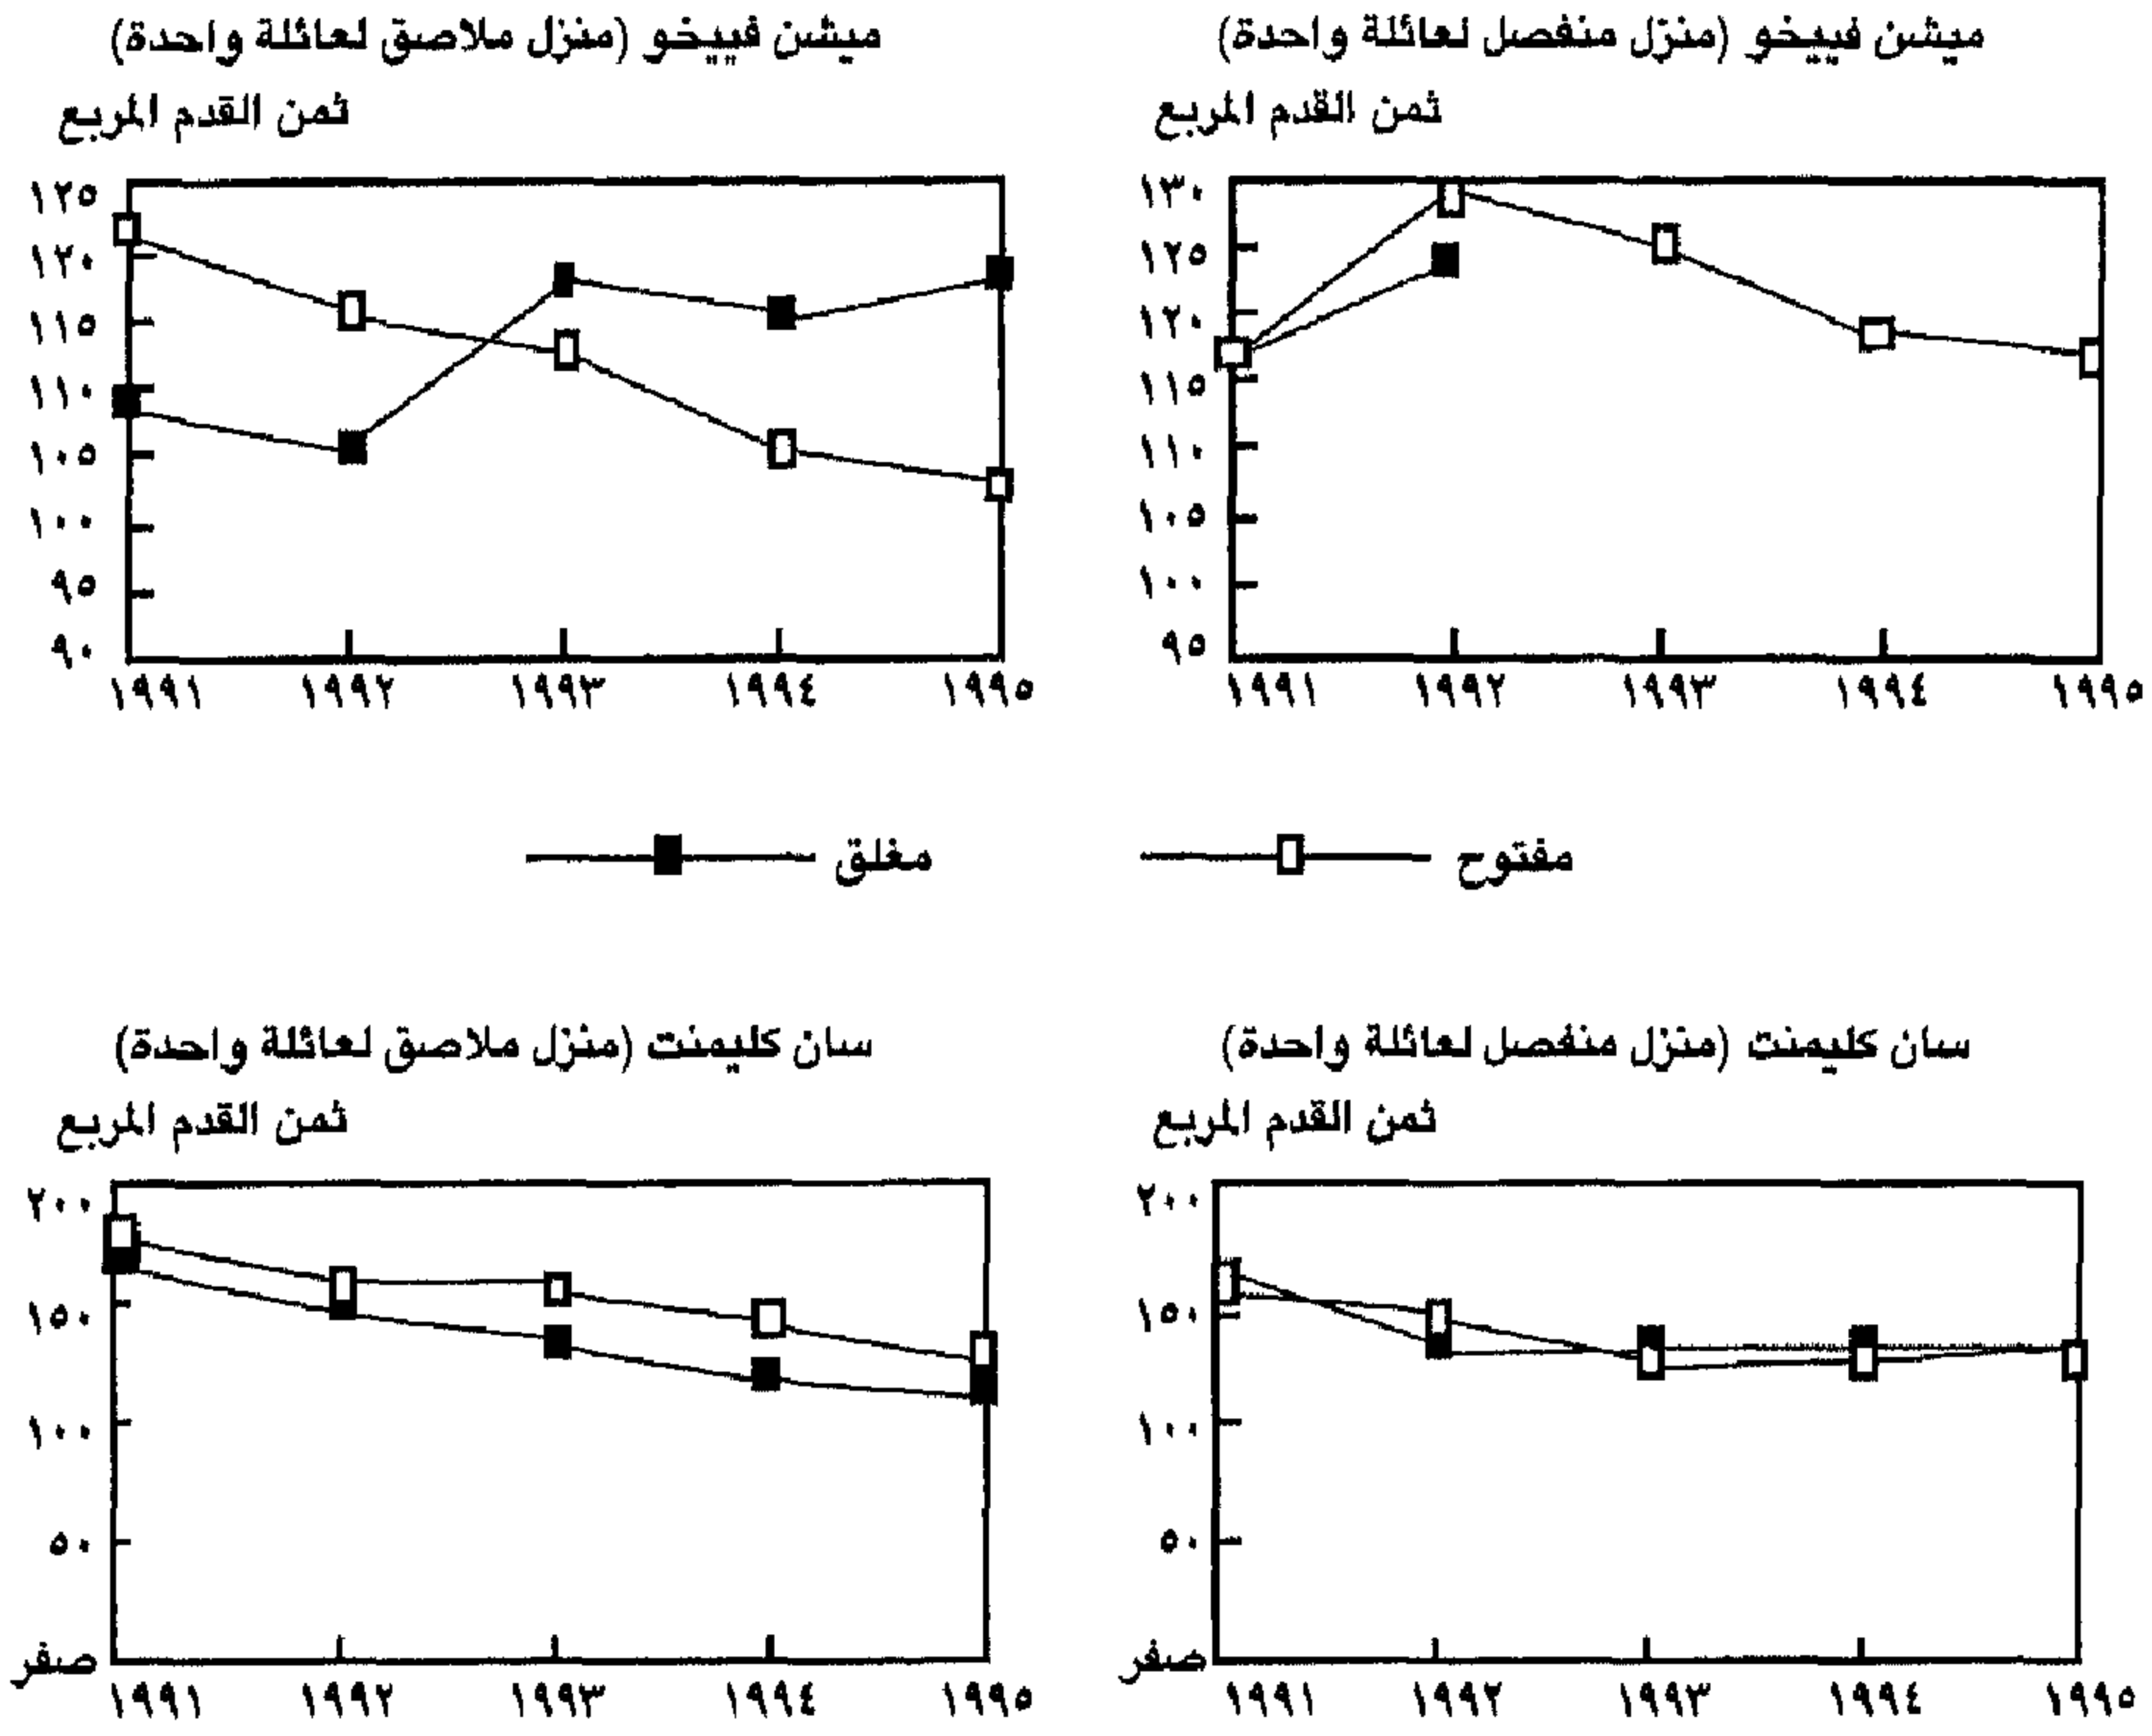 ميشن فييخو (منزل منفصل لعائلة واحدة)
ثمن القدم المربع
١٣٠
١٢٥
١٢٠
١١٥
١١٠
١٠٥
١٠٠
٩٥
١٩٩١ ١٩٩٢ ١٩٩٣ ١٩٩٤ ١٩٩٥
ميشن فييخو (منزل ملاصق لعائلة واحدة)
ثمن القدم المربع
١٢٥
١٣٠
١١٥
١١٠
١٠٥
١٠٠
٩٥
٩٠
١٩٩١ ١٩٩٢ ١٩٩٣ ١٩٩٤ ١٩٩٥
مفتوح
مغلق
سان كليمنت (منزل منفصل لعائلة واحدة)
ثمن القدم المربع
٢٠٠
١٥٠
١٠٠
٥٠
صفر
١٩٩١ ١٩٩٢ ١٩٩٣ ١٩٩٤ ١٩٩٥
سان كليمنت (منزل ملاصق لعائلة واحدة)
ثمن القدم المربع
٢٠٠
١٥٠
١٠٠
٥٠
صفر
١٩٩١ ١٩٩٢ ١٩٩٣ ١٩٩٤ ١٩٩٥